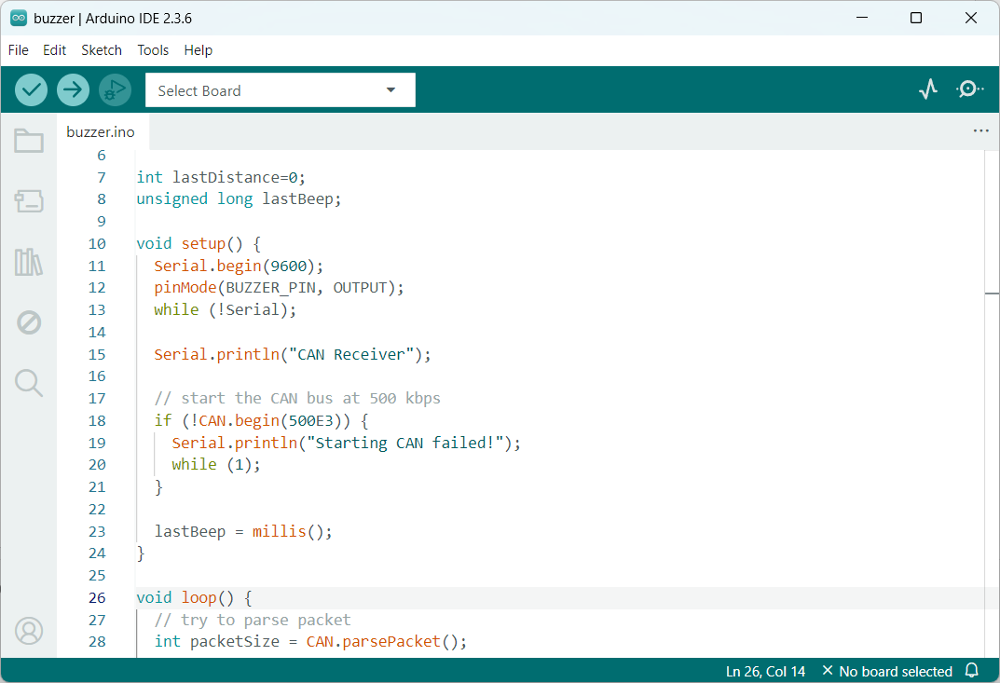 buzzer | Arduino IDE 2.3.6
File Edit Sketch Tools Help
Select Board
buzzer.ino
6
7 int lastDistance=0;
8 unsigned long lastBeep;
9
10 void setup() {
11 Serial.begin(9600);
12 pinMode(BUZZER_PIN, OUTPUT);
13 while (!Serial);
14
15 Serial.println("CAN Receiver");
16
17 // start the CAN bus at 500 kbps
18 if (!CAN.begin(500E3)) {
19 Serial.println("Starting CAN failed!");
20 while (1);
21 }
22
23 lastBeep = millis();
24 }
25
26 void loop() {
27 // try to parse packet
28 int packetSize = CAN.parsePacket();
Ln 26, Col 14 No board selected